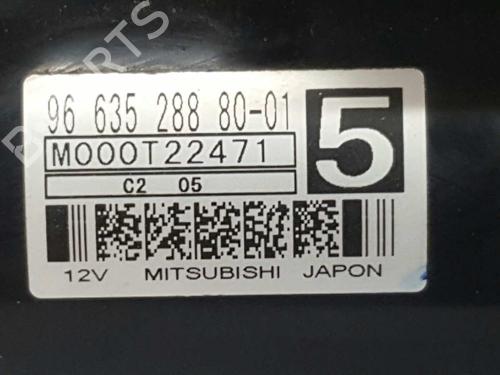 96 635 288 80-01
5
M000T22471
C2 05
12V MITSUBISHI JAPON